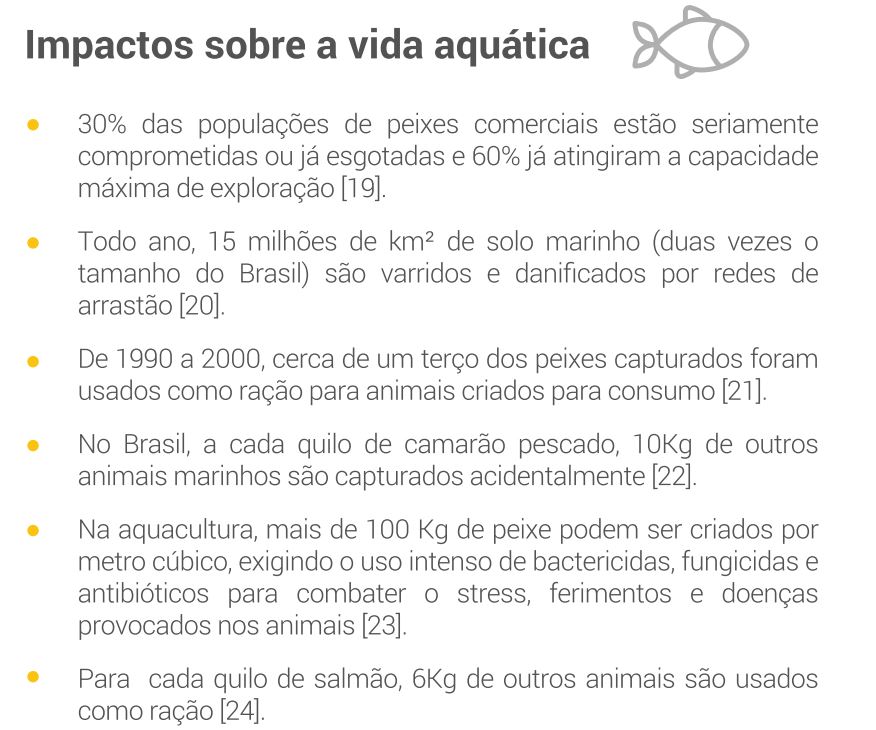 Impactos sobre a vida aquática
● 30% das populações de peixes comerciais estão seriamente
comprometidas ou já esgotadas e 60% já atingiram a capacidade
máxima de exploração [19].
● Todo ano, 15 milhões de km² de solo marinho (duas vezes o
tamanho do Brasil) são varridos e danificados por redes de
arrastão [20].
● De 1990 a 2000, cerca de um terço dos peixes capturados foram
usados como ração para animais criados para consumo [21].
● No Brasil, a cada quilo de camarão pescado, 10Kg de outros
animais marinhos são capturados acidentalmente [22].
● Na aquacultura, mais de 100 Kg de peixe podem ser criados por
metro cúbico, exigindo o uso intenso de bactericidas, fungicidas e
antibióticos para combater o stress, ferimentos e doenças
provocados nos animais [23].
● Para cada quilo de salmão, 6Kg de outros animais são usados
como ração [24].